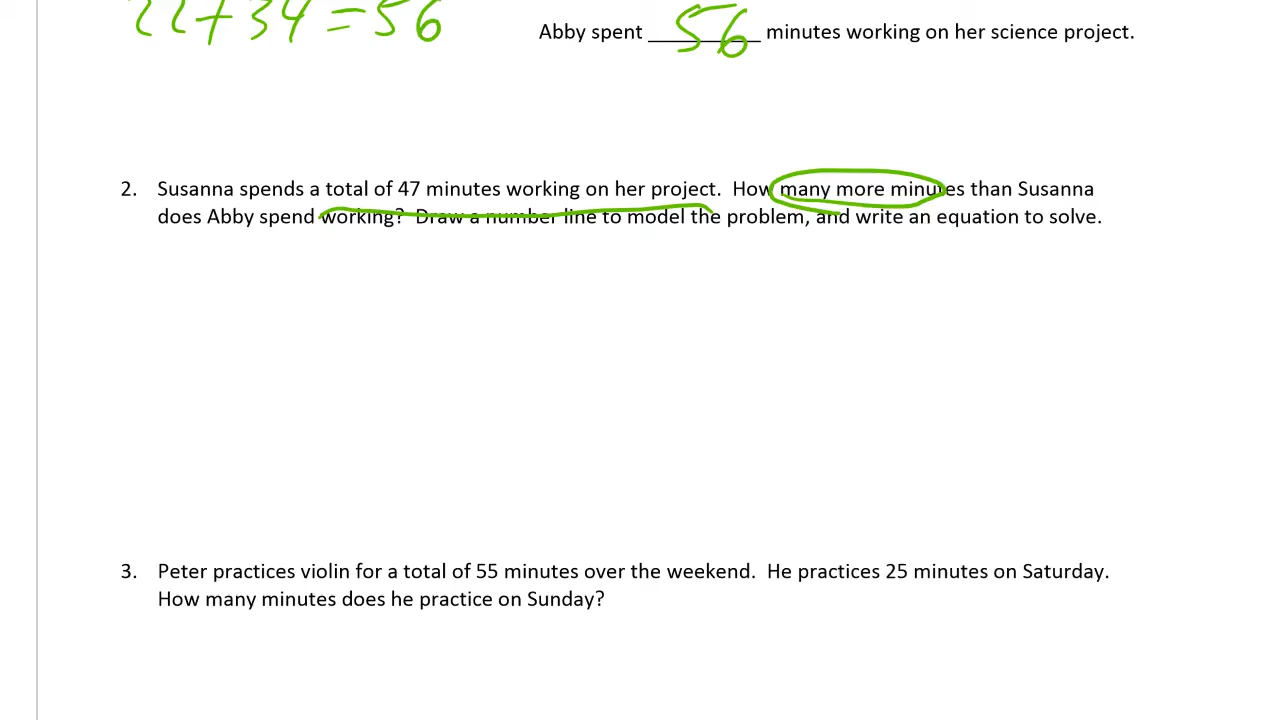 22+34=56
Abby spent 56 minutes working on her science project.
2. Susanna spends a total of 47 minutes working on her project. How many more minutes than Susanna
does Abby spend working? Draw a number line to model the problem, and write an equation to solve.
3. Peter practices violin for a total of 55 minutes over the weekend. He practices 25 minutes on Saturday.
How many minutes does he practice on Sunday?